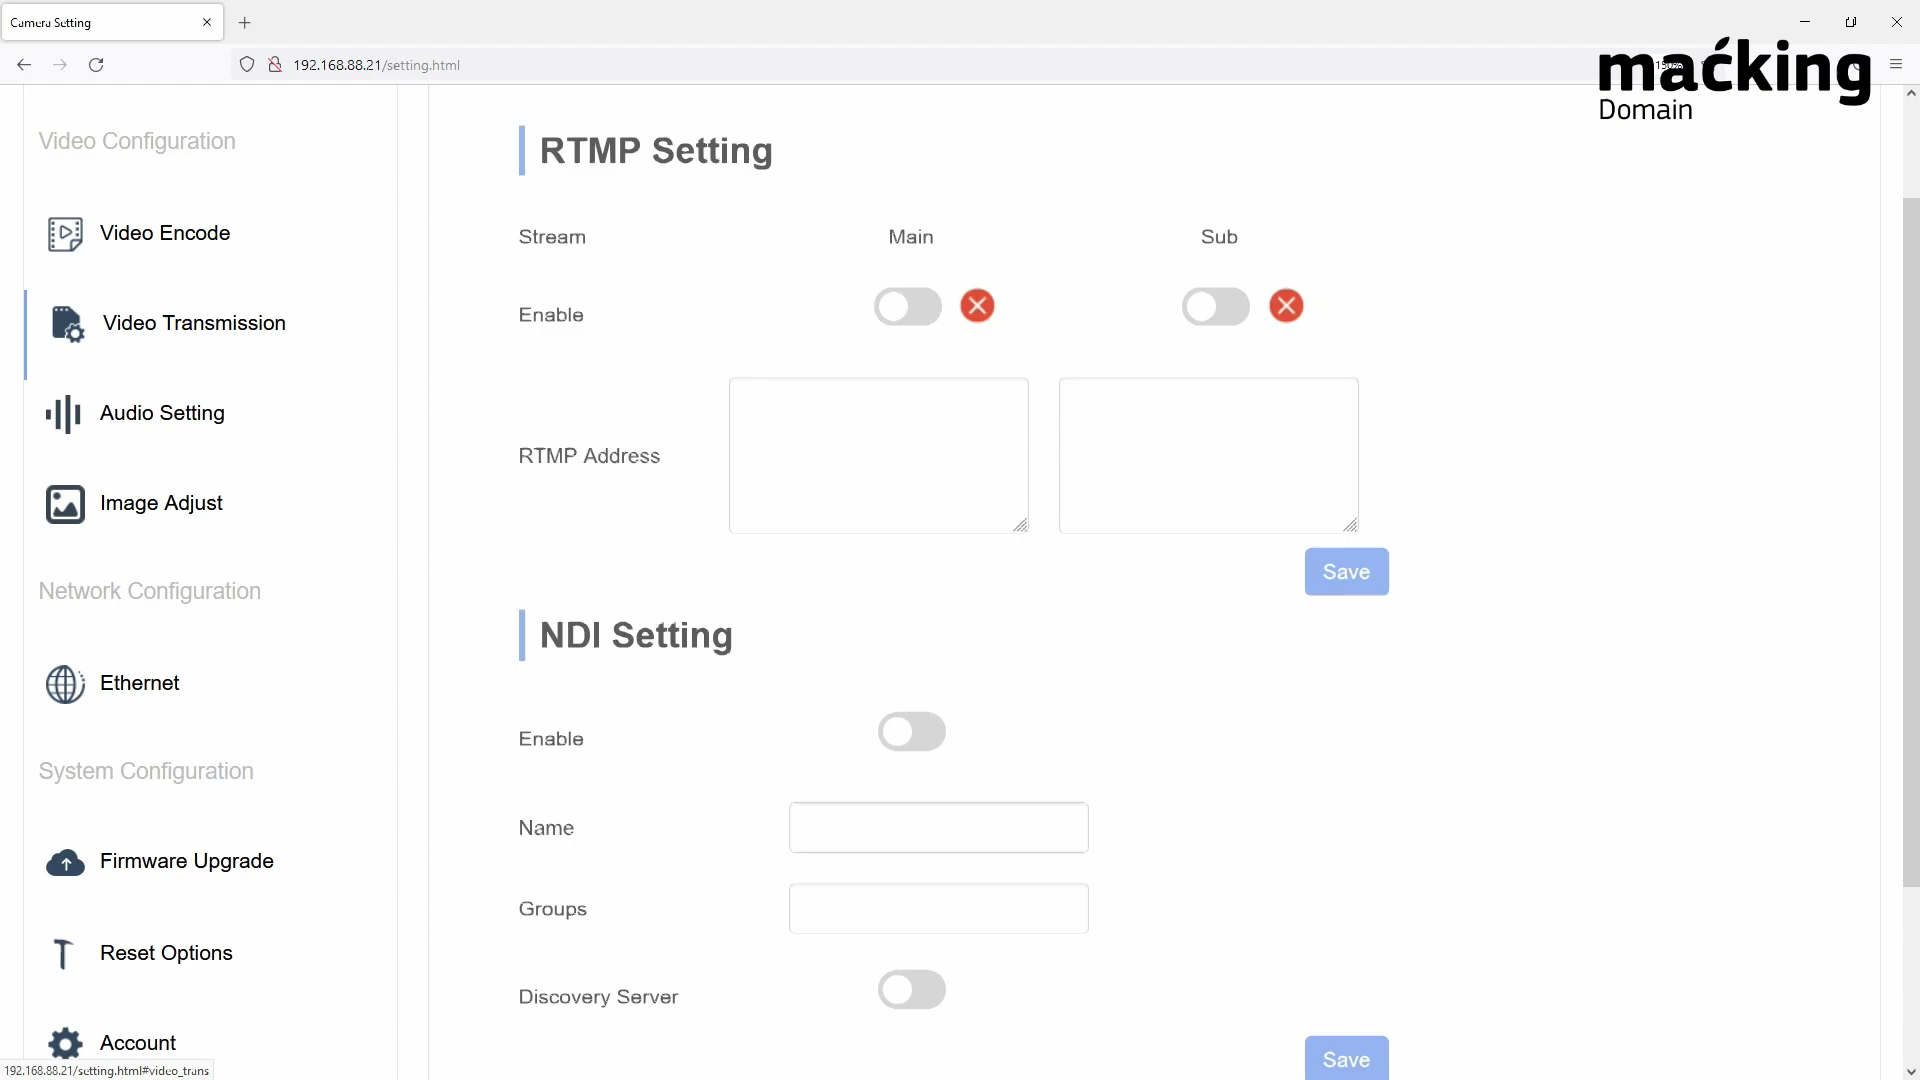 Camera Setting
192.168.88.21/setting.html
maćking
Domain
Video Configuration
Video Encode
Video Transmission
Audio Setting
Image Adjust
Network Configuration
Ethernet
System Configuration
Firmware Upgrade
Reset Options
Account
RTMP Setting
Stream Main Sub
Enable
RTMP Address
Save
NDI Setting
Enable
Name
Groups
Discovery Server
Save
192.168.88.21/setting.html#video_trans